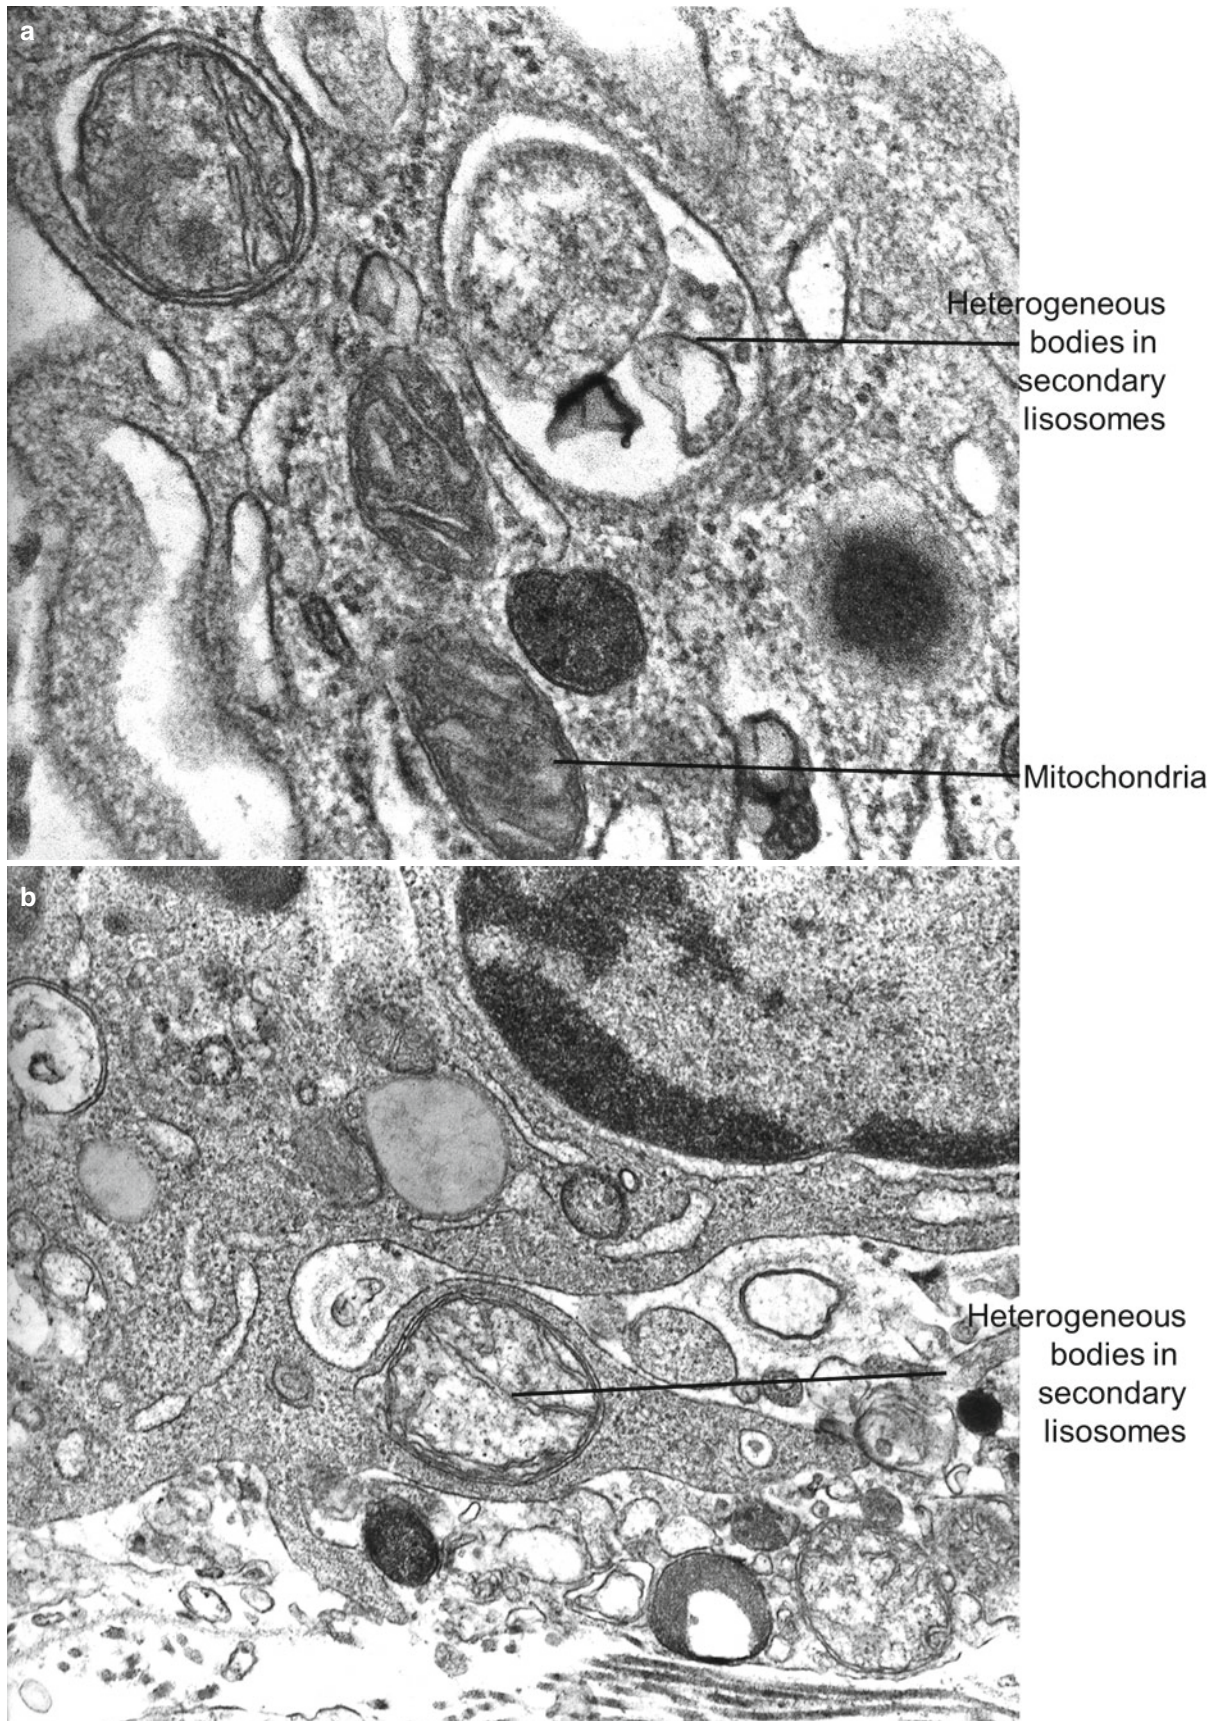 a
Heterogeneous
bodies in
secondary
lisosomes
Mitochondria
b
Heterogeneous
bodies in
secondary
lisosomes